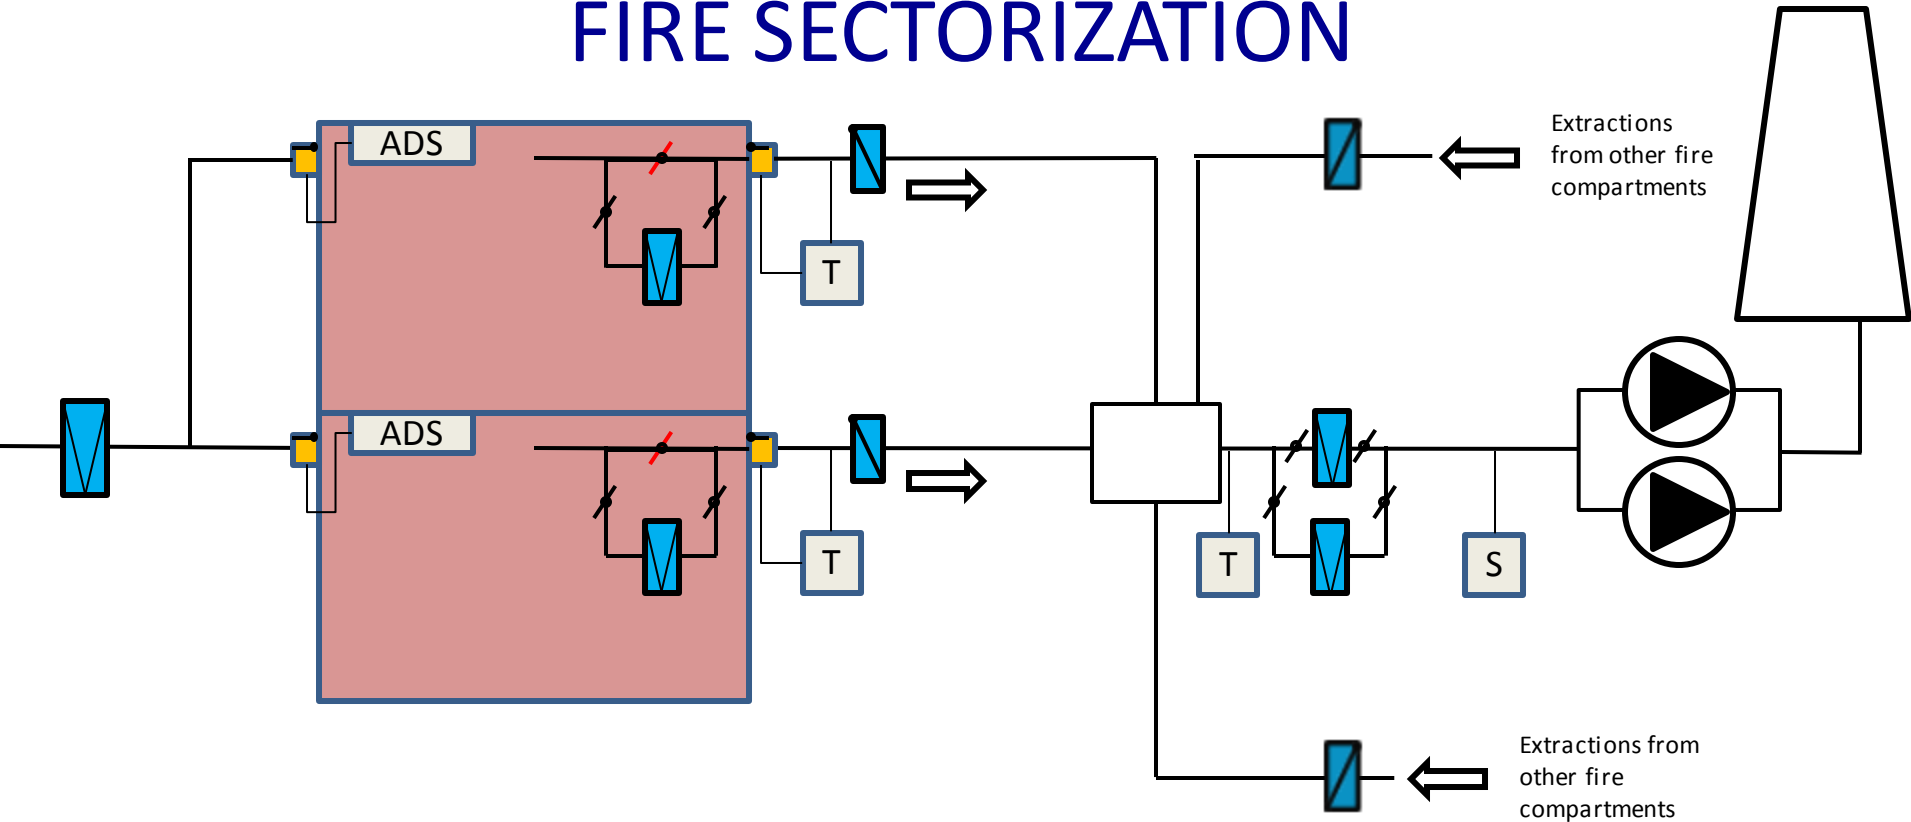 FIRE SECTORIZATION
ADS
Extractions
from other fire
compartments
T
ADS
T
T
S
Extractions from
other fire
compartments